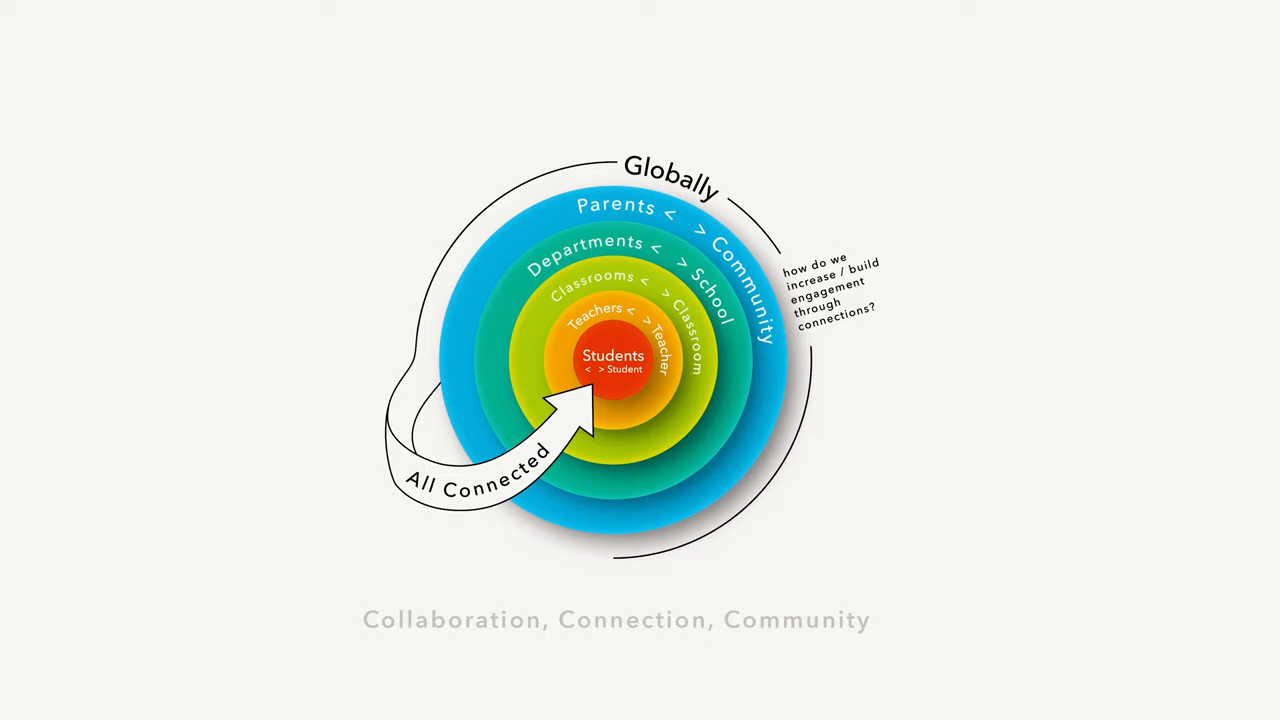 Globally
Parents < > Community
Departments < > School
Classrooms < > Classroom
Teachers < > Teacher
Students
< > Student
how do we
increase / build
engagement
through
connections?
All Connected
Collaboration, Connection, Community